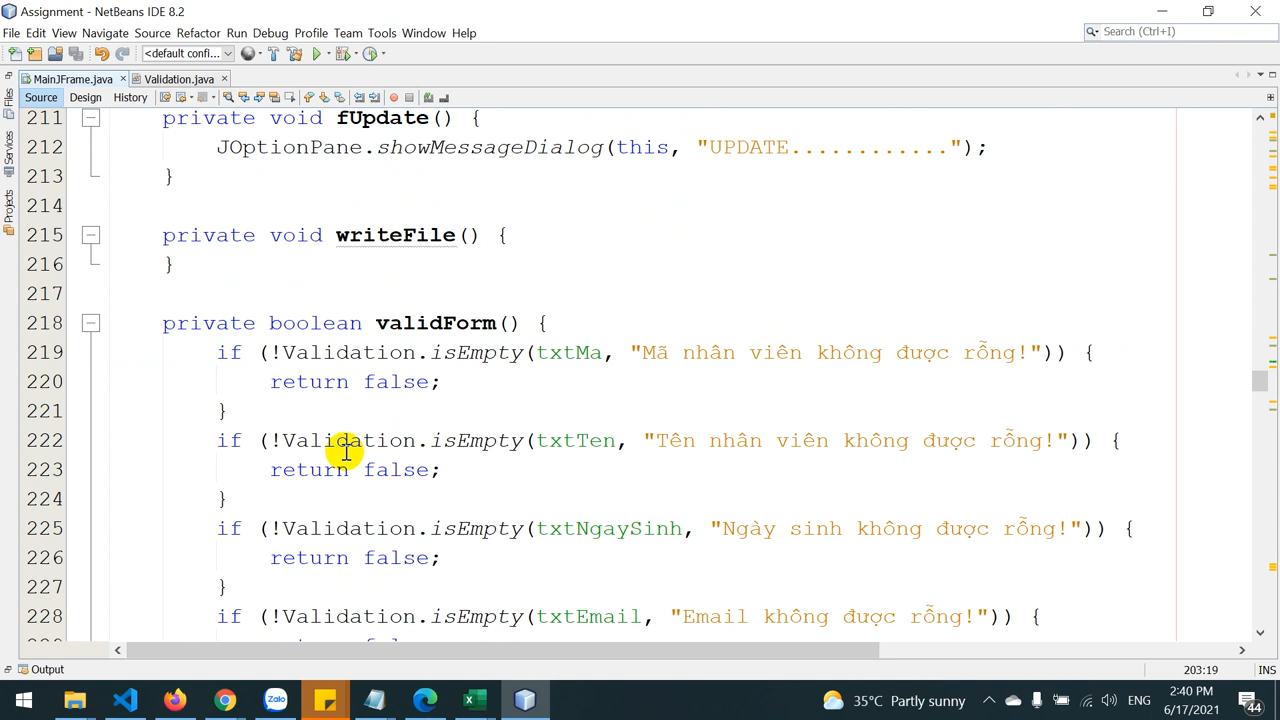 Assignment - NetBeans IDE 8.2
File Edit View Navigate Source Refactor Run Debug Profile Team Tools Window Help
Search (Ctrl+I)
<default confi...
MainJFrame.java Validation.java
Source Design History
Files
Services
Projects
211 private void fUpdate() {
212 JOptionPane.showMessageDialog(this, "UPDATE............");
213 }
214
215 private void writeFile() {
216 }
217
218 private boolean validForm() {
219 if (!Validation.isEmpty(txtMa, "Mã nhân viên không được rỗng!")) {
220 return false;
221 }
222 if (!Validation.isEmpty(txtTen, "Tên nhân viên không được rỗng!")) {
223 return false;
224 }
225 if (!Validation.isEmpty(txtNgaySinh, "Ngày sinh không được rỗng!")) {
226 return false;
227 }
228 if (!Validation.isEmpty(txtEmail, "Email không được rỗng!")) {
Output
203:19 INS
Zalo
35°C Partly sunny
ENG
2:40 PM
6/17/2021
44